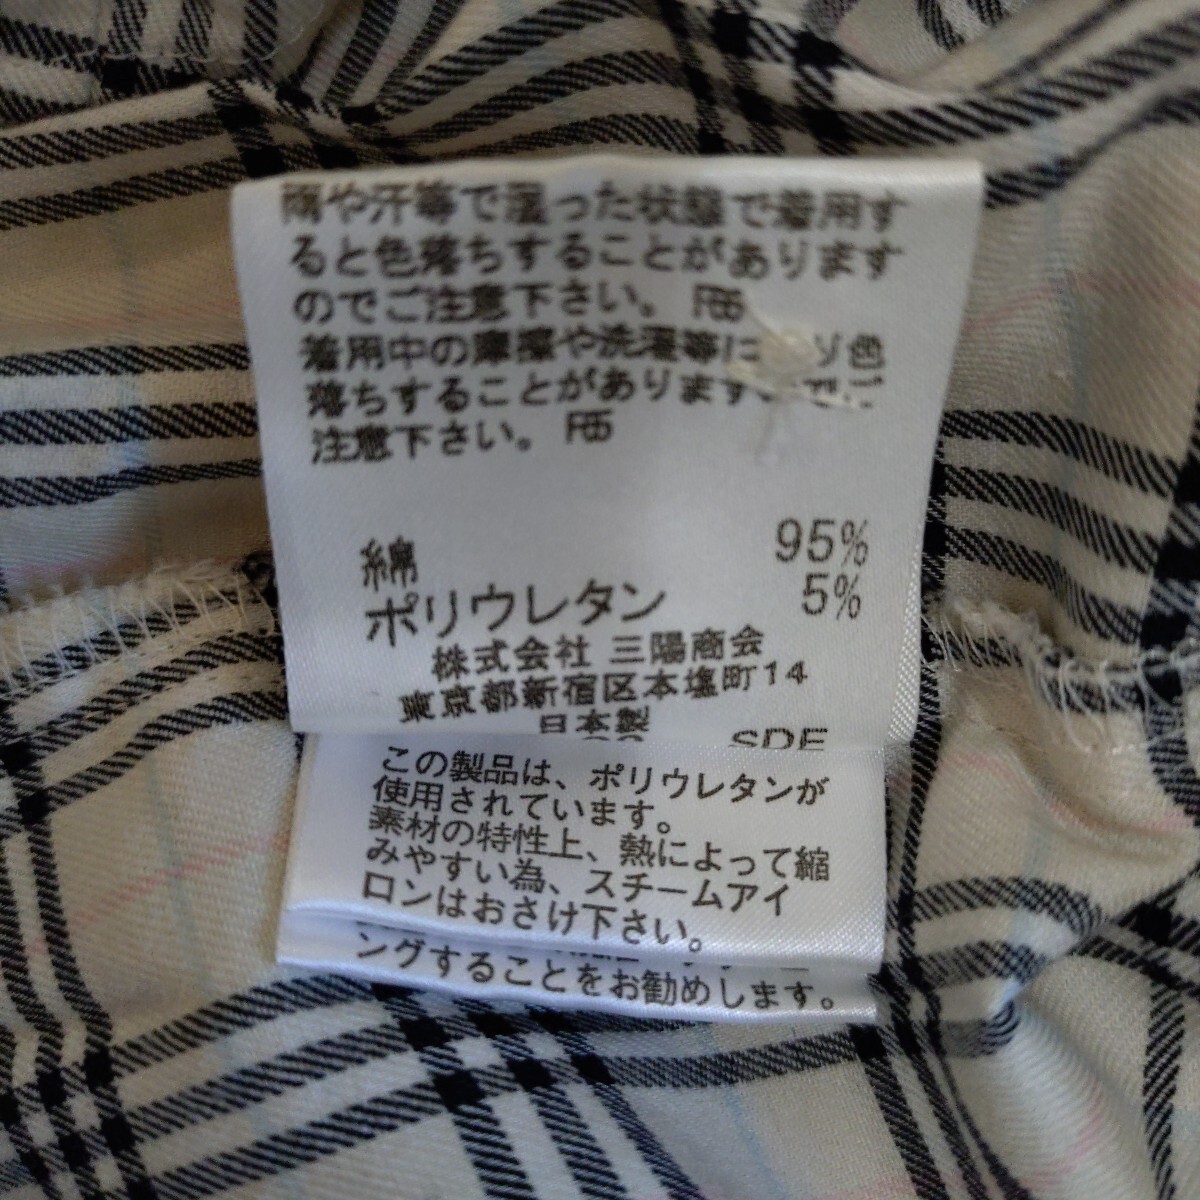 雨や汗等で湿った状態で着用す
ると色落ちすることがあります
のでご注意下さい。 F65
着用中の摩擦や洗濯等に り色
落ちすることがあります でご
注意下さい。 F65
綿 95%
ポリウレタン 5%
株式会社 三陽商会
東京都新宿区本塩町14
日本製 SDF
この製品は、ポリウレタンが
使用されています。
素材の特性上、熱によって縮
みやすい為、スチームアイ
ロンはおさけ下さい。
ングすることをお勧めします。